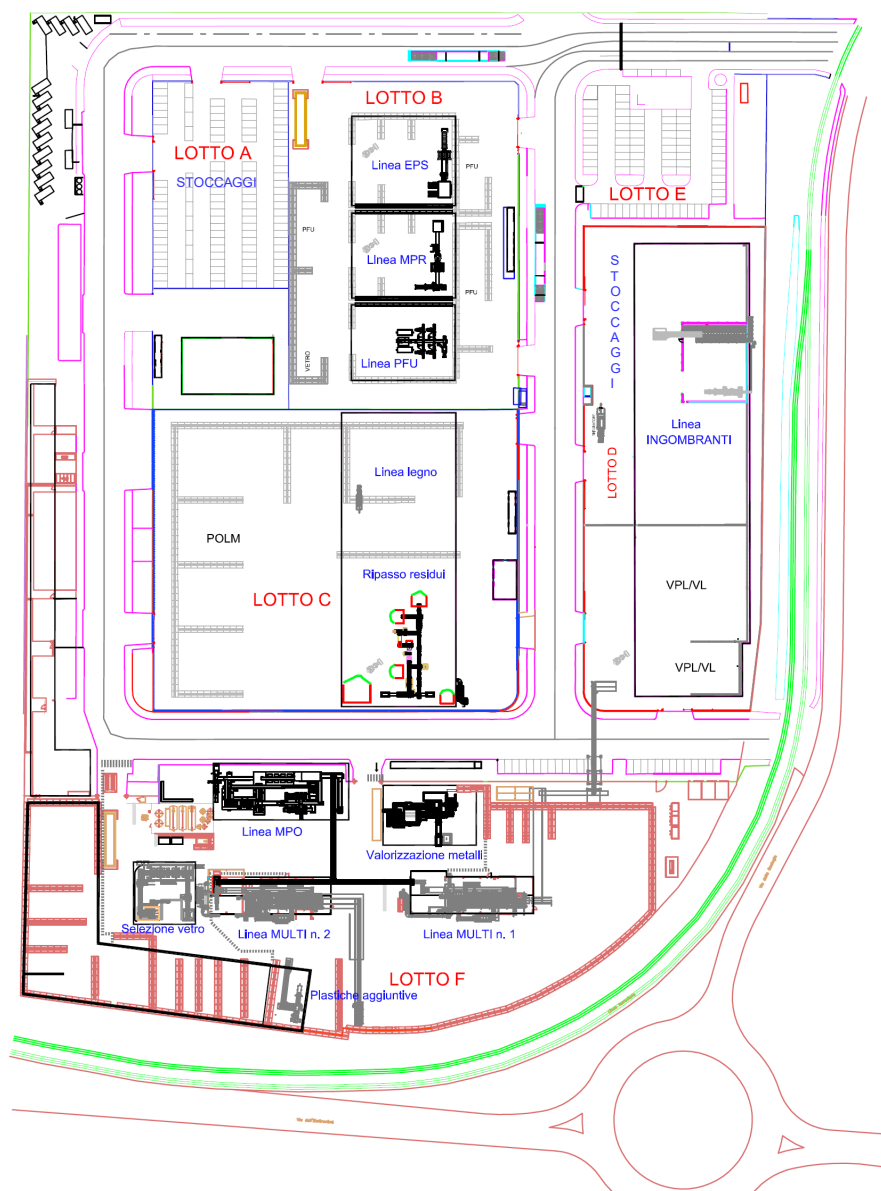 LOTTO B
LOTTO A
STOCCAGGI
Linea EPS
PFU
LOTTO E
PFU
Linea MPR
PFU
Linea PFU
VETRO
STOCCAGGI
Linea
INGOMBRANTI
LOTTO D
Linea legno
POLM
Ripasso residui
LOTTO C
VPL/VL
VPL/VL
Linea MPO
Valorizzazione metalli
Selezione vetro
Linea MULTI n. 2
Linea MULTI n. 1
LOTTO F
Plastiche aggiuntive